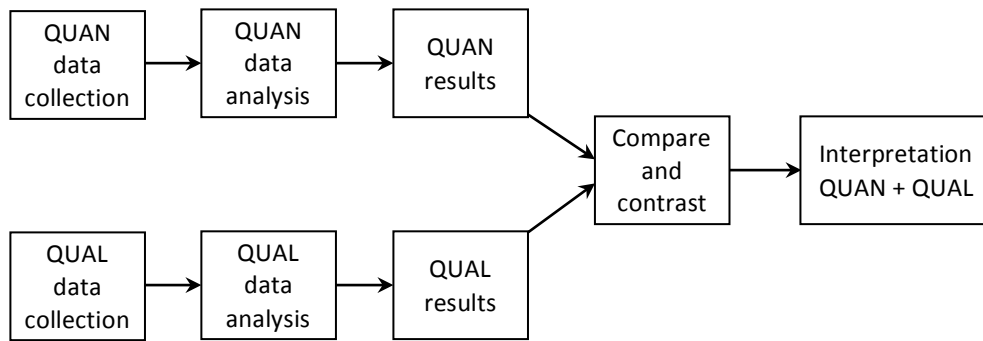 QUAN
data
collection
QUAN
data
analysis
QUAN
results
Compare
and
contrast
Interpretation
QUAN + QUAL
QUAL
data
collection
QUAL
data
analysis
QUAL
results